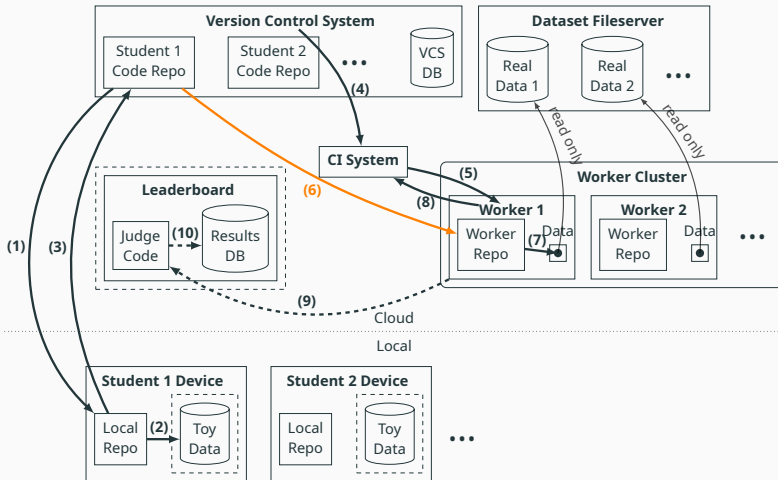 Version Control System
Student 1
Code Repo
Student 2
Code Repo
VCS
DB
Dataset Fileserver
Real
Data 1
Real
Data 2
read only
read only
(4)
CI System
Worker Cluster
(5)
(8)
(6)
Leaderboard
Judge
Code
(10)
Results
DB
Worker 1
Worker
Repo
(7)
Data
Worker 2
Worker
Repo
Data
(1)
(3)
(9)
Cloud
Local
Student 1 Device
Local
Repo
(2)
Toy
Data
Student 2 Device
Local
Repo
Toy
Data